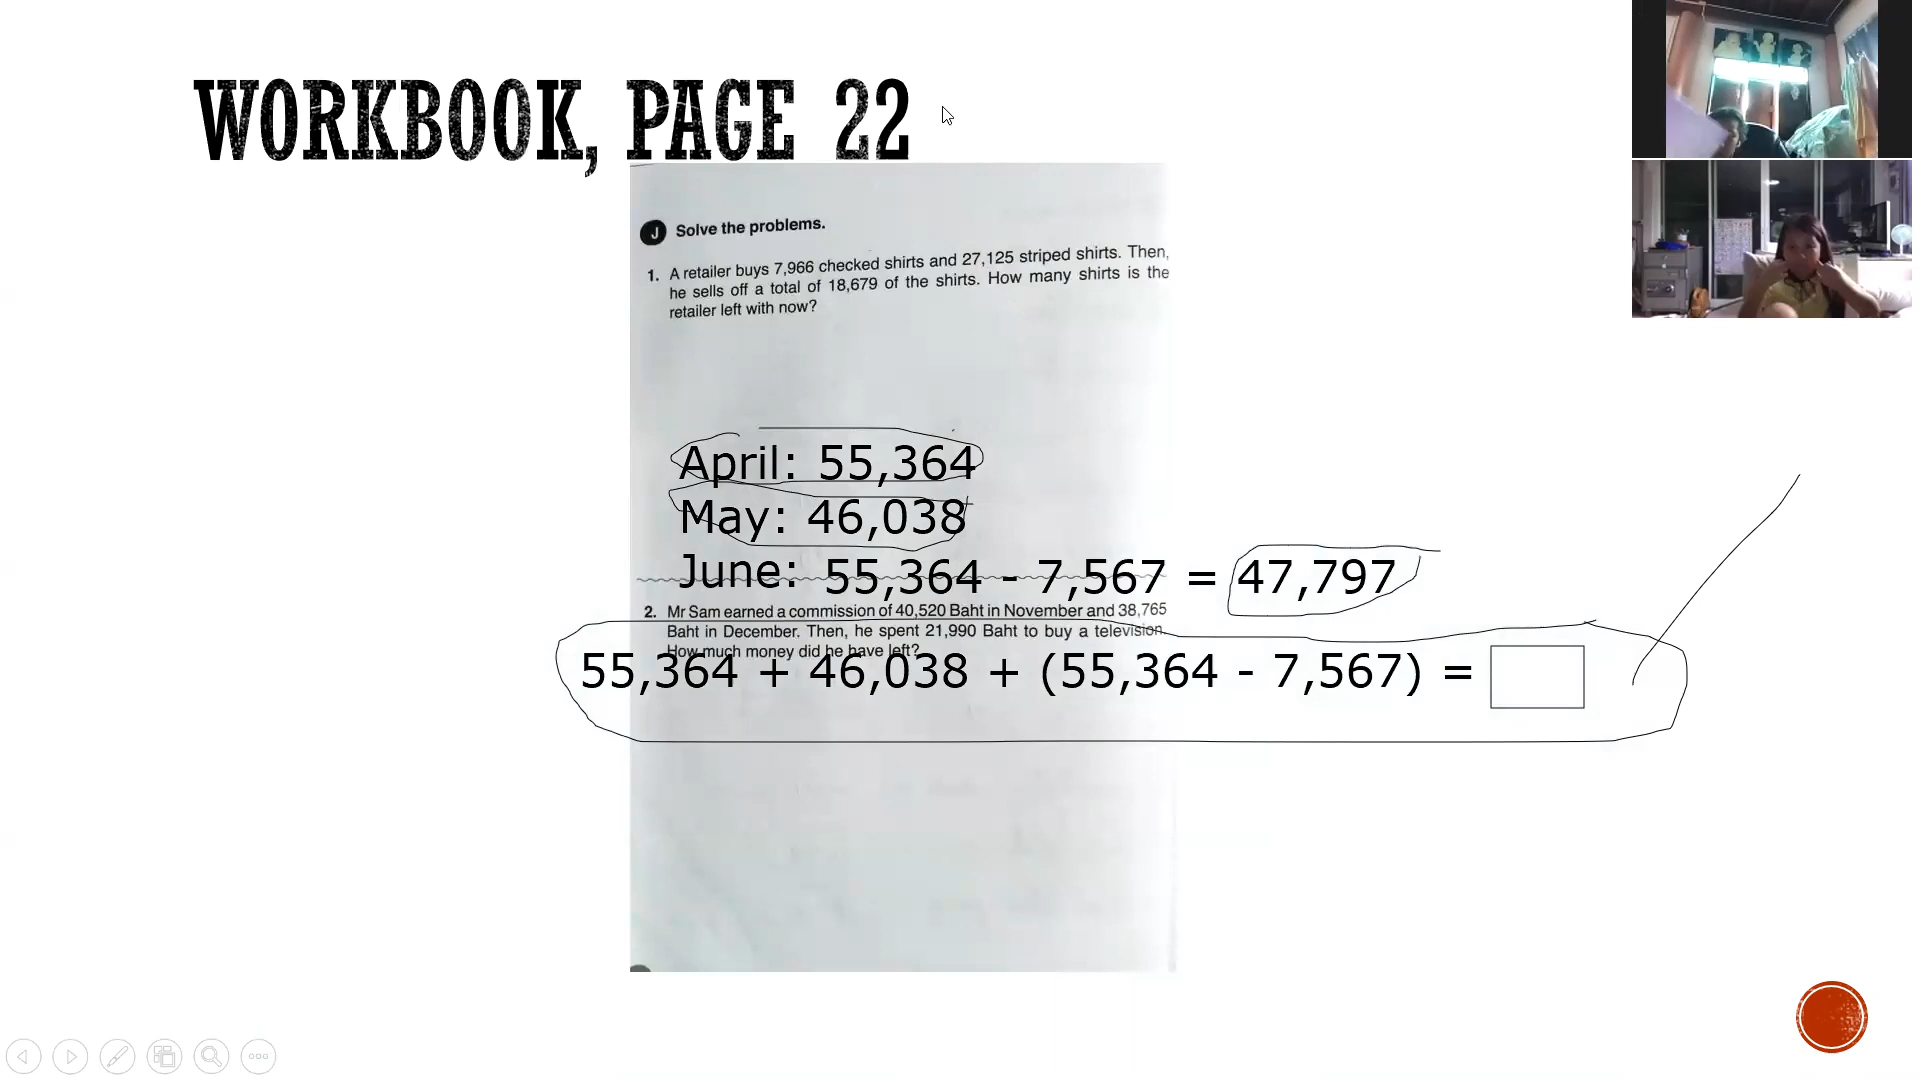 WORKBOOK, PAGE 22
J Solve the problems.
1. A retailer buys 7,966 checked shirts and 27,125 striped shirts. Then,
he sells off a total of 18,679 of the shirts. How many shirts is the
retailer left with now?
April: 55,364
May: 46,038
June: 55,364 - 7,567 = 47,797
2. Mr Sam earned a commission of 40,520 Baht in November and 38,765
Baht in December. Then, he spent 21,990 Baht to buy a television.
How much money did he have left?
55,364 + 46,038 + (55,364 - 7,567) =